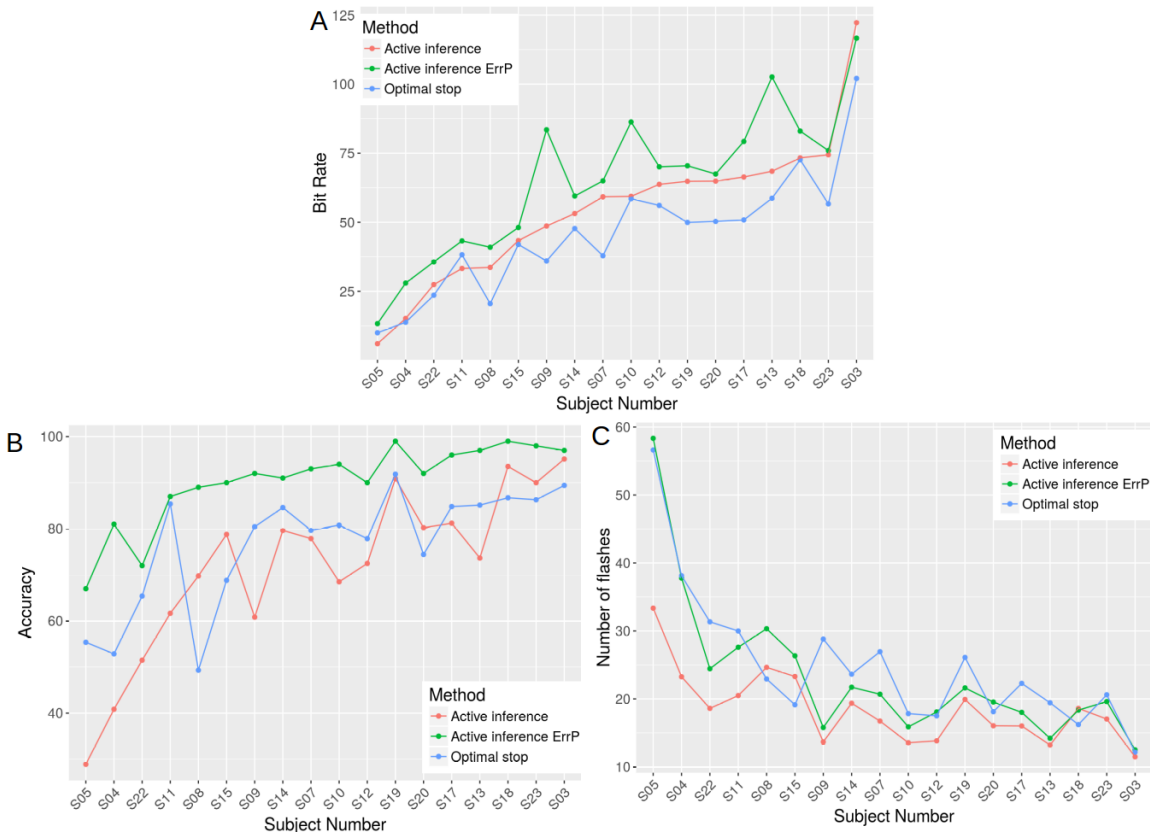 A
Method
Active inference
Active inference ErrP
Optimal stop
Bit Rate
125
100
75
50
25
S05 S04 S22 S11 S08 S15 S09 S14 S07 S10 S12 S19 S20 S17 S13 S18 S23 S03
Subject Number
B
Accuracy
100
80
60
40
Method
Active inference
Active inference ErrP
Optimal stop
S05 S04 S22 S11 S08 S15 S09 S14 S07 S10 S12 S19 S20 S17 S13 S18 S23 S03
Subject Number
C
Method
Active inference
Active inference ErrP
Optimal stop
Number of flashes
60
50
40
30
20
10
S05 S04 S22 S11 S08 S15 S09 S14 S07 S10 S12 S19 S20 S17 S13 S18 S23 S03
Subject Number